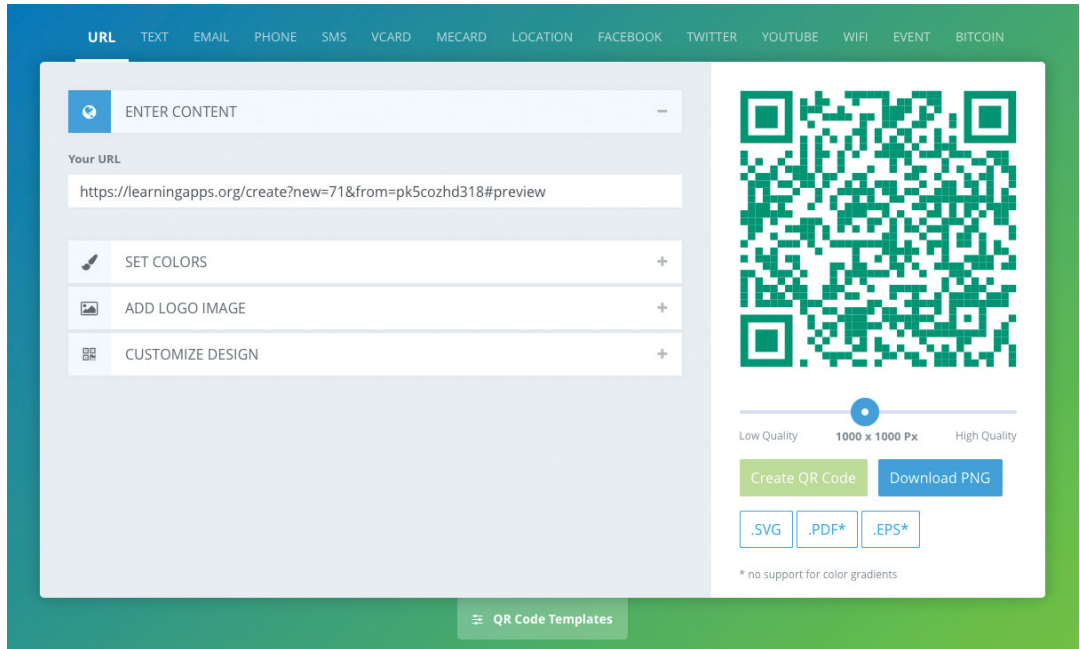 URL TEXT EMAIL PHONE SMS VCARD MECARD LOCATION FACEBOOK TWITTER YOUTUBE WIFI EVENT BITCOIN
ENTER CONTENT
Your URL
https://learningapps.org/create?new=71&from=pk5cozhd318#preview
SET COLORS
ADD LOGO IMAGE
CUSTOMIZE DESIGN
Low Quality 1000 x 1000 Px High Quality
Create QR Code Download PNG
.SVG .PDF* .EPS*
* no support for color gradients
QR Code Templates